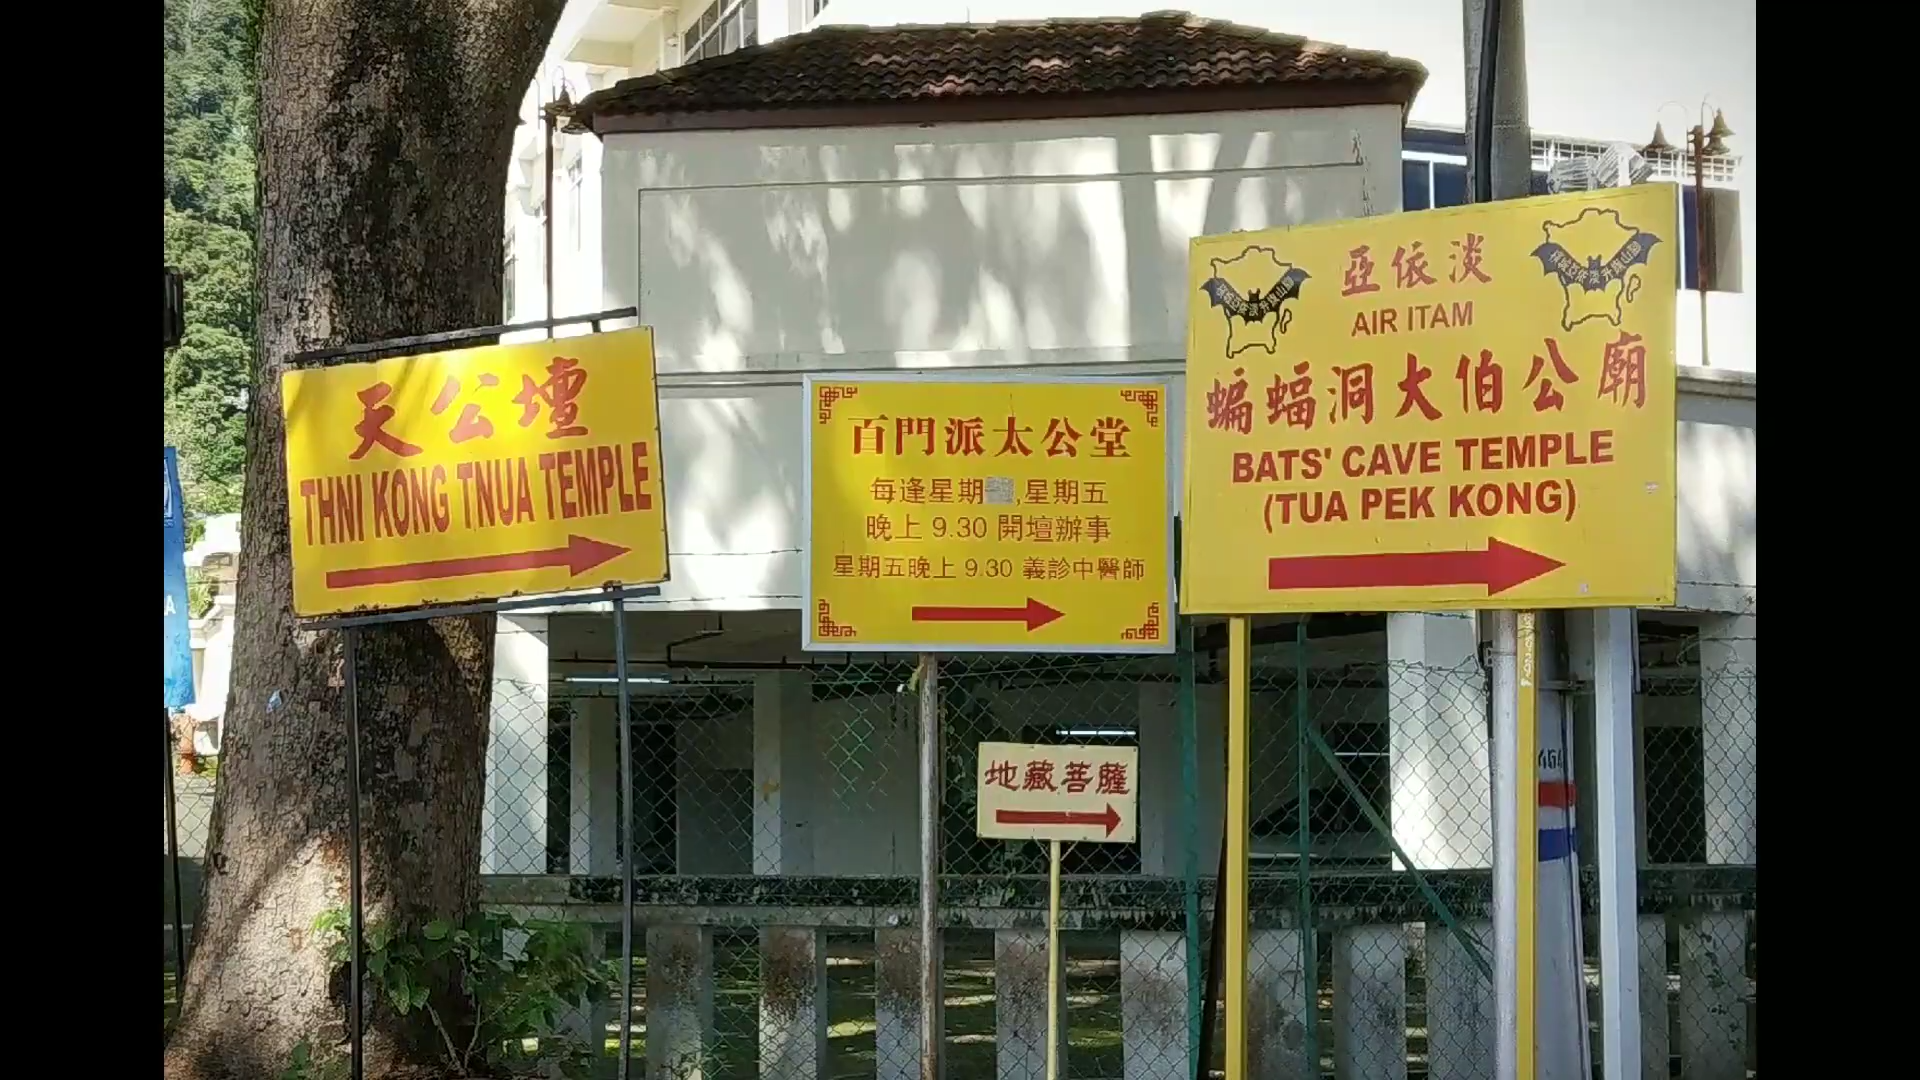 天公壇
THNI KONG TNUA TEMPLE
百門派太公堂
每逢星期 ,星期五
晚上 9.30 開壇辦事
星期五晚上 9.30 義診中醫師
地藏菩薩
亞依淡
AIR ITAM
蝙蝠洞大伯公廟
BATS' CAVE TEMPLE
(TUA PEK KONG)